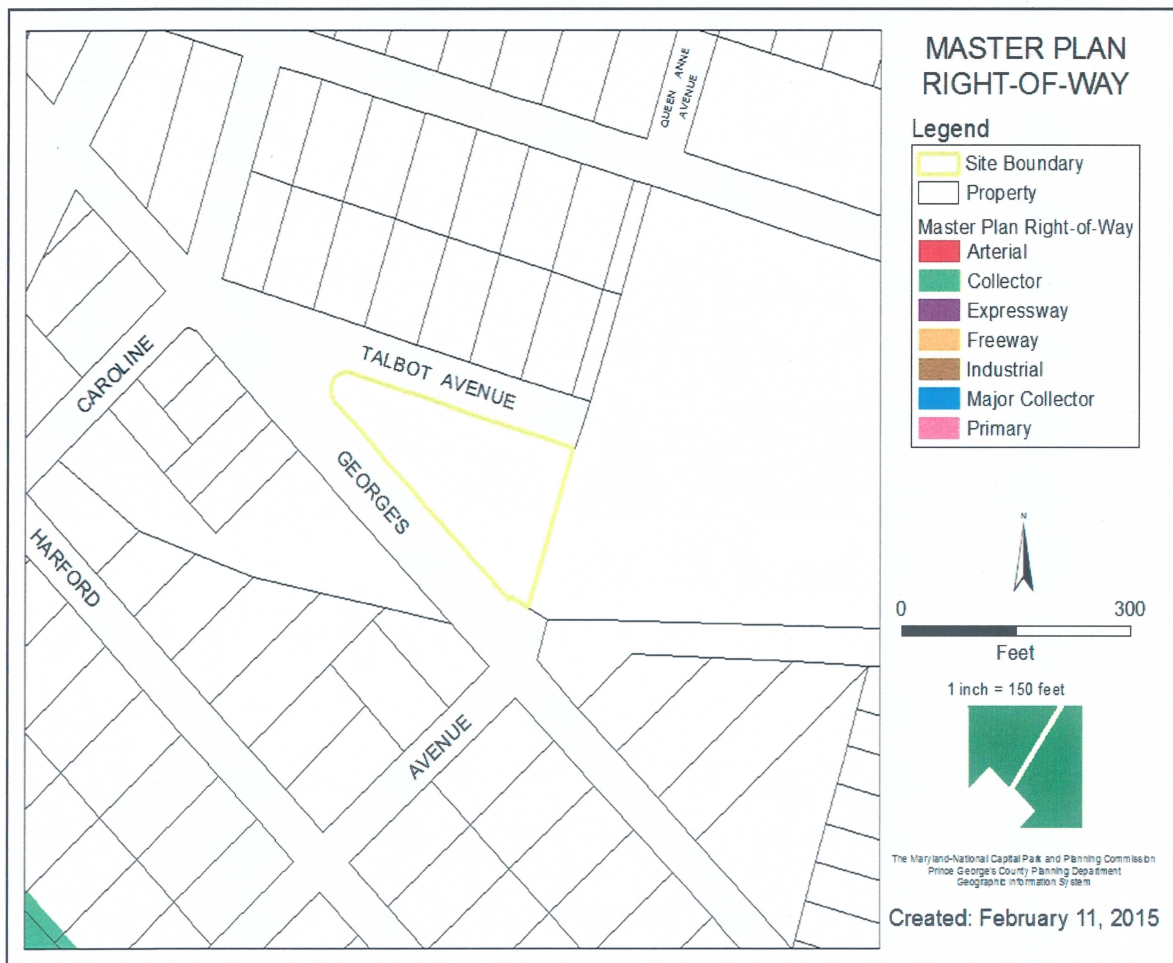 MASTER PLAN
RIGHT-OF-WAY
Legend
Site Boundary
Property
Master Plan Right-of-Way
Arterial
Collector
Expressway
Freeway
Industrial
Major Collector
Primary
N
0 300
Feet
1 inch = 150 feet
The Maryland-National Capital Park and Planning Commission
Prince George's County Planning Department
Geographic Information System
Created: February 11, 2015
QUEEN ANNE
AVENUE
TALBOT AVENUE
CAROLINE
GEORGE'S
HARFORD
AVENUE